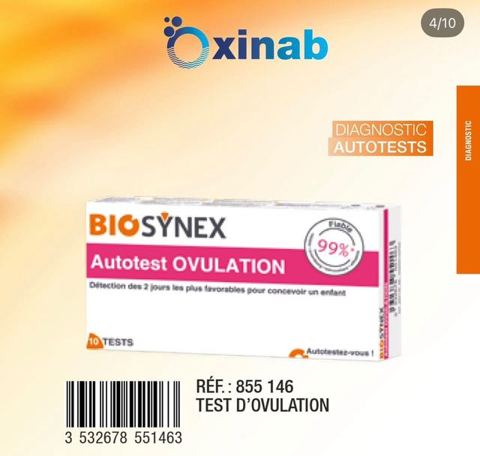 Oxinab
4/10
DIAGNOSTIC
AUTOTESTS
DIAGNOSTIC
BIOSYNEX
Autotest OVULATION
Fiable
99%*
Détection des 2 jours les plus favorables pour concevoir un enfant
10 TESTS
Autotestez-vous !
BIOSYNEX
RÉF. : 855 146
TEST D'OVULATION
3 532678 551463